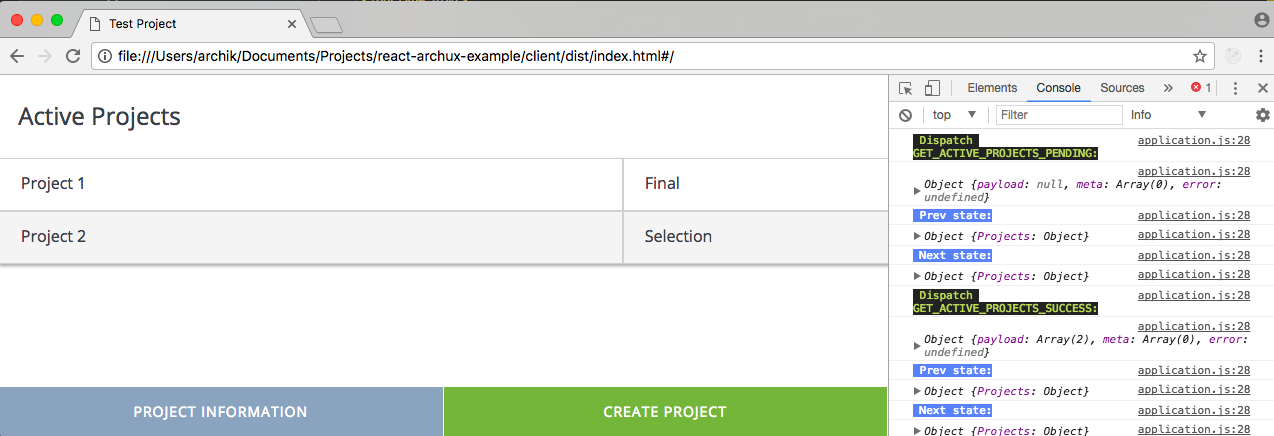 Test Project
file:///Users/archik/Documents/Projects/react-archux-example/client/dist/index.html#/
Active Projects
Project 1 Final
Project 2 Selection
PROJECT INFORMATION CREATE PROJECT
Elements Console Sources » 1
top ▼ Filter Info ▼
Dispatch application.js:28
GET_ACTIVE_PROJECTS_PENDING:
application.js:28
Object {payload: null, meta: Array(0), error:
undefined}
Prev state: application.js:28
Object {Projects: Object} application.js:28
Next state: application.js:28
Object {Projects: Object} application.js:28
Dispatch application.js:28
GET_ACTIVE_PROJECTS_SUCCESS:
application.js:28
Object {payload: Array(2), meta: Array(0), error:
undefined}
Prev state: application.js:28
Object {Projects: Object} application.js:28
Next state: application.js:28
Object {Projects: Object} application.js:28